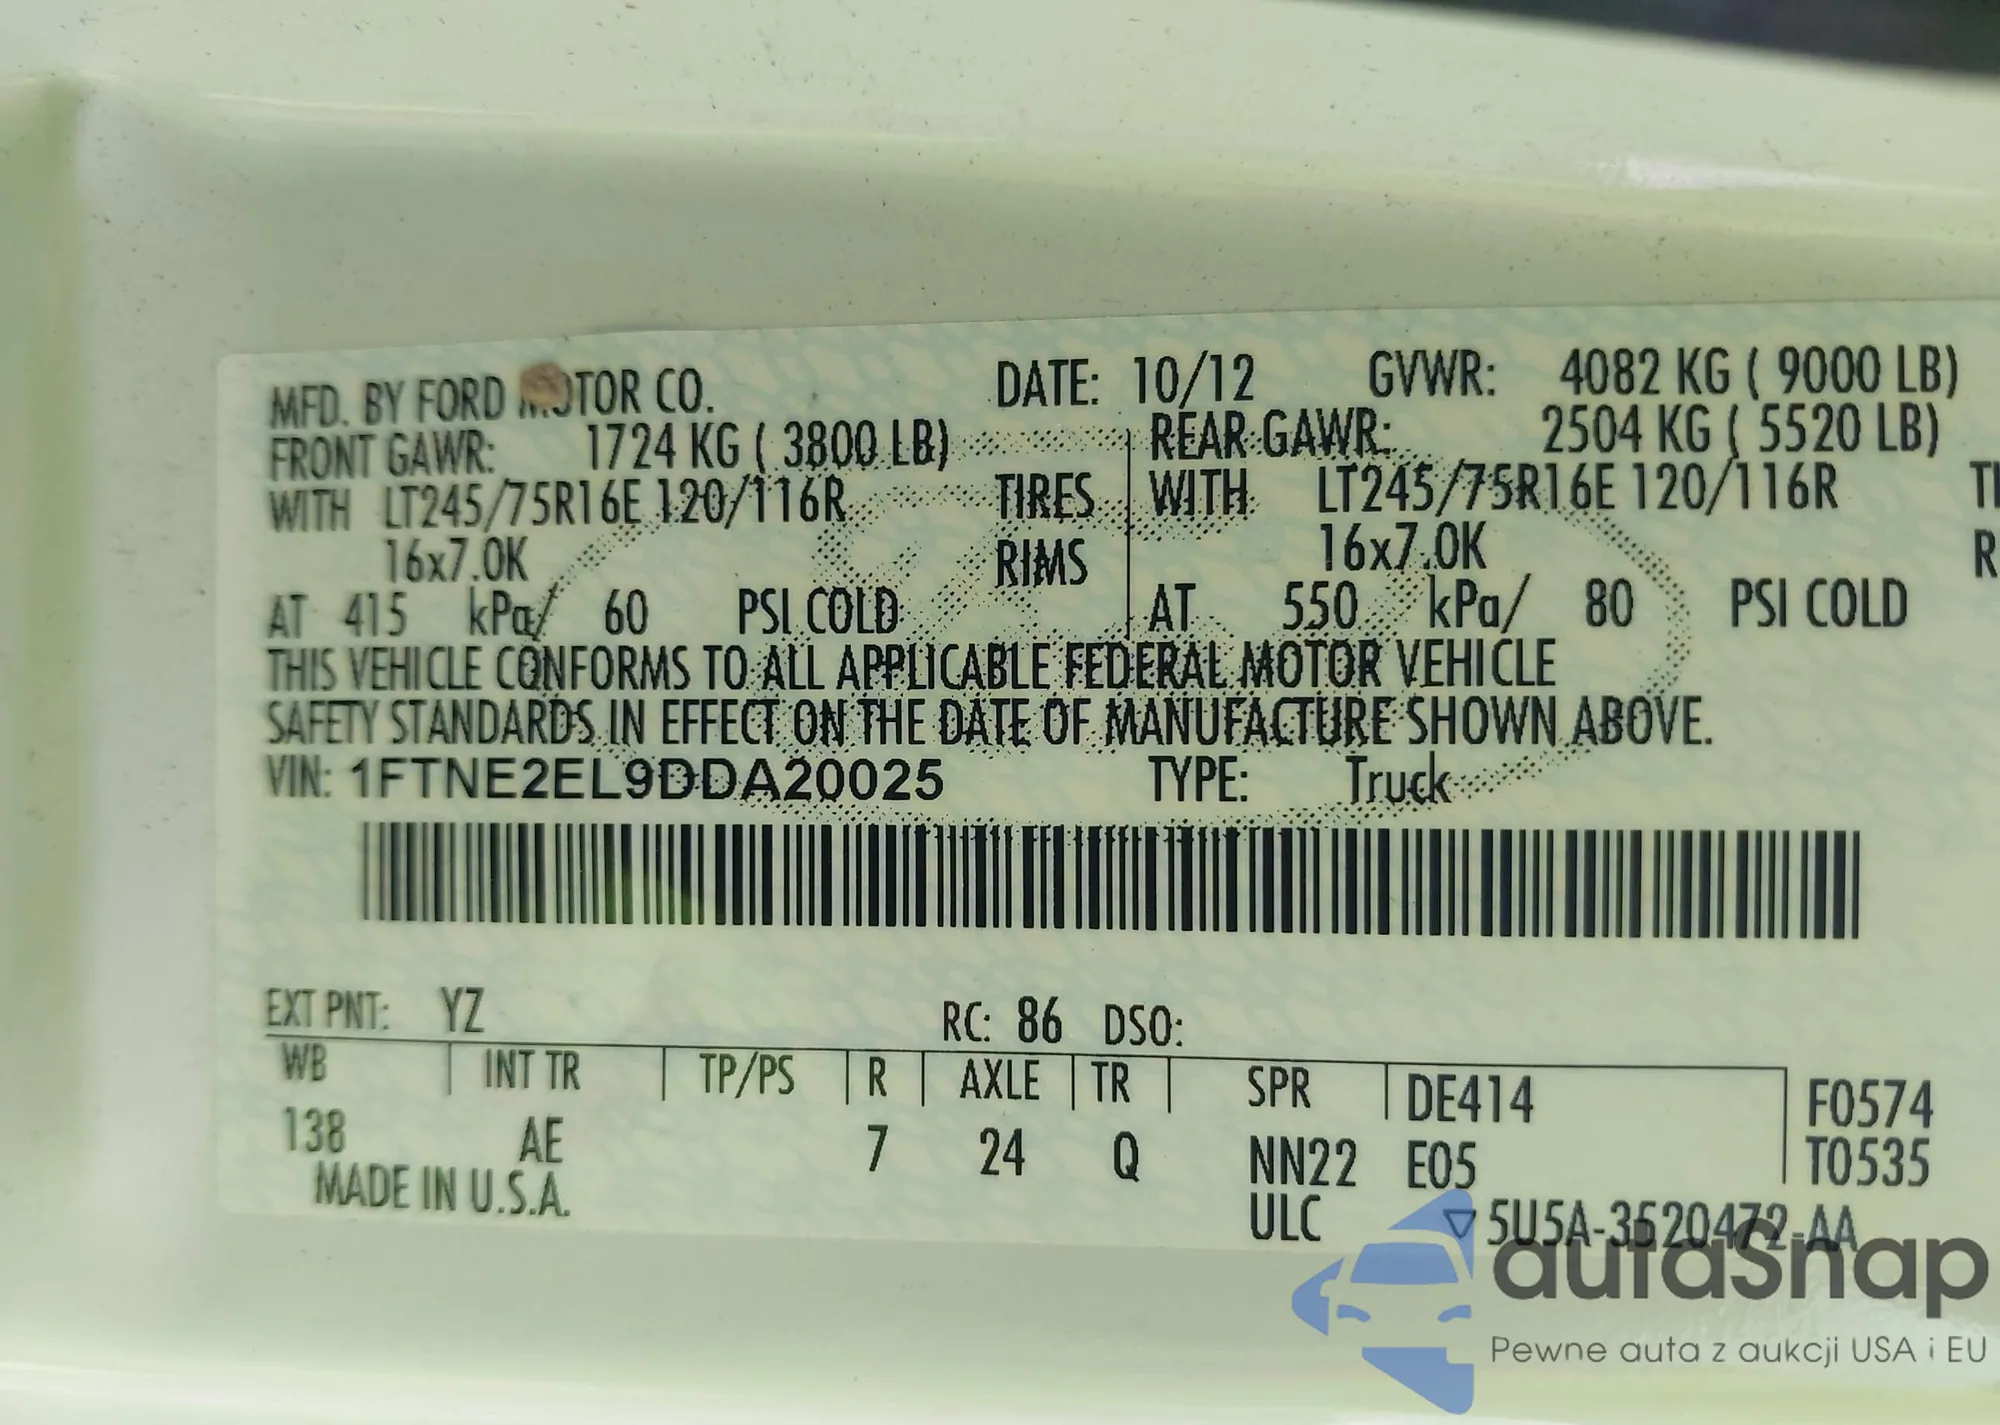 MFD. BY FORD MOTOR CO. DATE: 10/12 GVWR: 4082 KG ( 9000 LB)
FRONT GAWR: 1724 KG ( 3800 LB) REAR GAWR: 2504 KG ( 5520 LB)
WITH LT245/75R16E 120/116R TIRES WITH LT245/75R16E 120/116R TI
16x7.0K RIMS 16x7.0K R
AT 415 kPa/ 60 PSI COLD AT 550 kPa/ 80 PSI COLD
THIS VEHICLE CONFORMS TO ALL APPLICABLE FEDERAL MOTOR VEHICLE
SAFETY STANDARDS IN EFFECT ON THE DATE OF MANUFACTURE SHOWN ABOVE.
VIN: 1FTNE2EL9DDA20025 TYPE: Truck
EXT PNT: YZ RC: 86 DSO:
WB INT TR TP/PS R AXLE TR SPR DE414 F0574
138 AE 7 24 Q NN22 E05 T0535
MADE IN U.S.A. ULC ▽5U5A-3520472-AA
autaSnap
Pewne auta z aukcji USA i EU